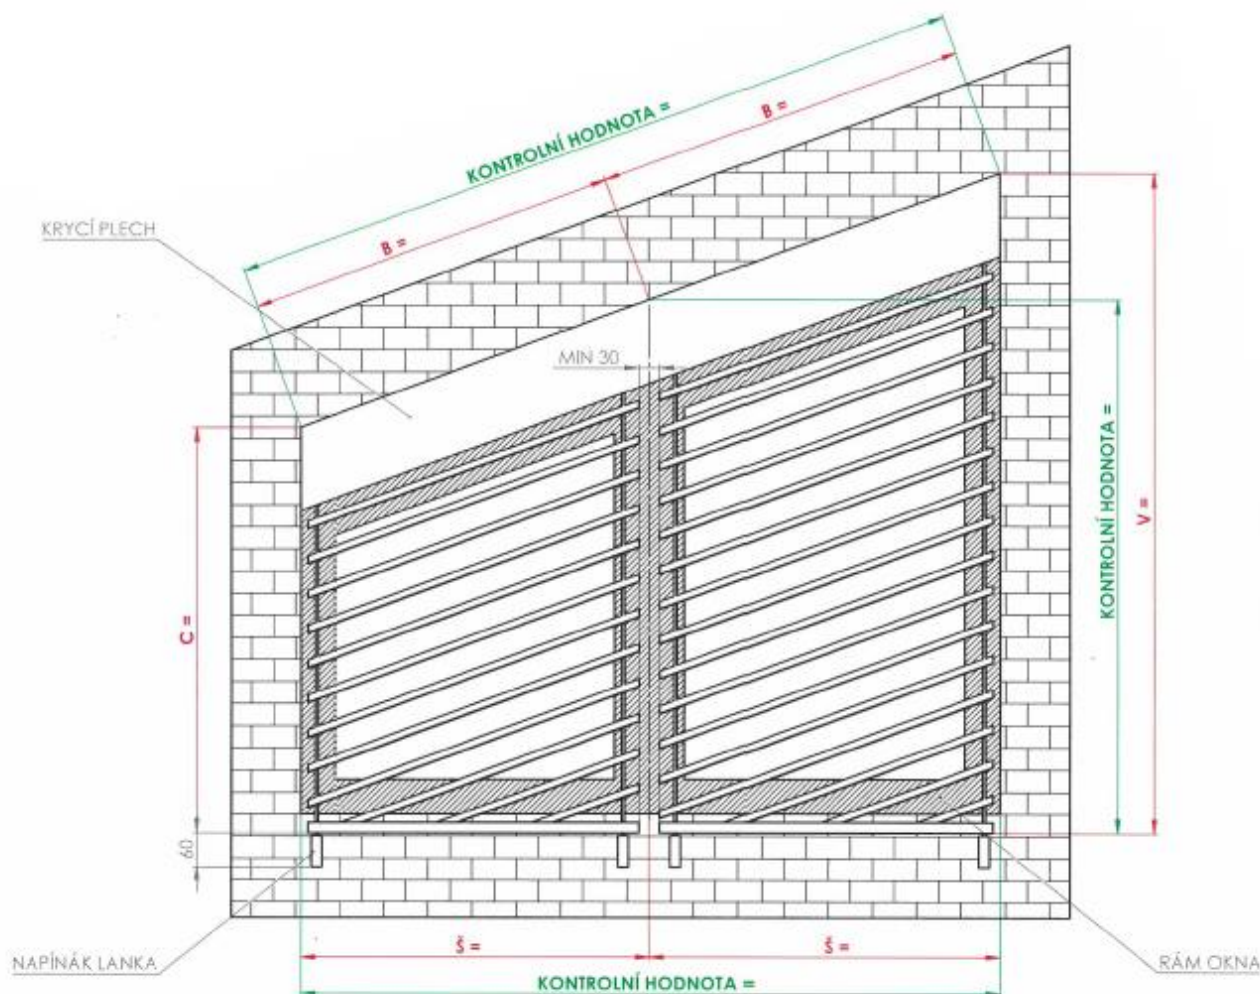 KONTROLNÍ HODNOTA =
B =
B =
KRYCÍ PLECH
MIN 30
KONTROLNÍ HODNOTA =
V =
C =
60
NAPÍNÁK LANKA
Š =
Š =
RÁM OKNA
KONTROLNÍ HODNOTA =